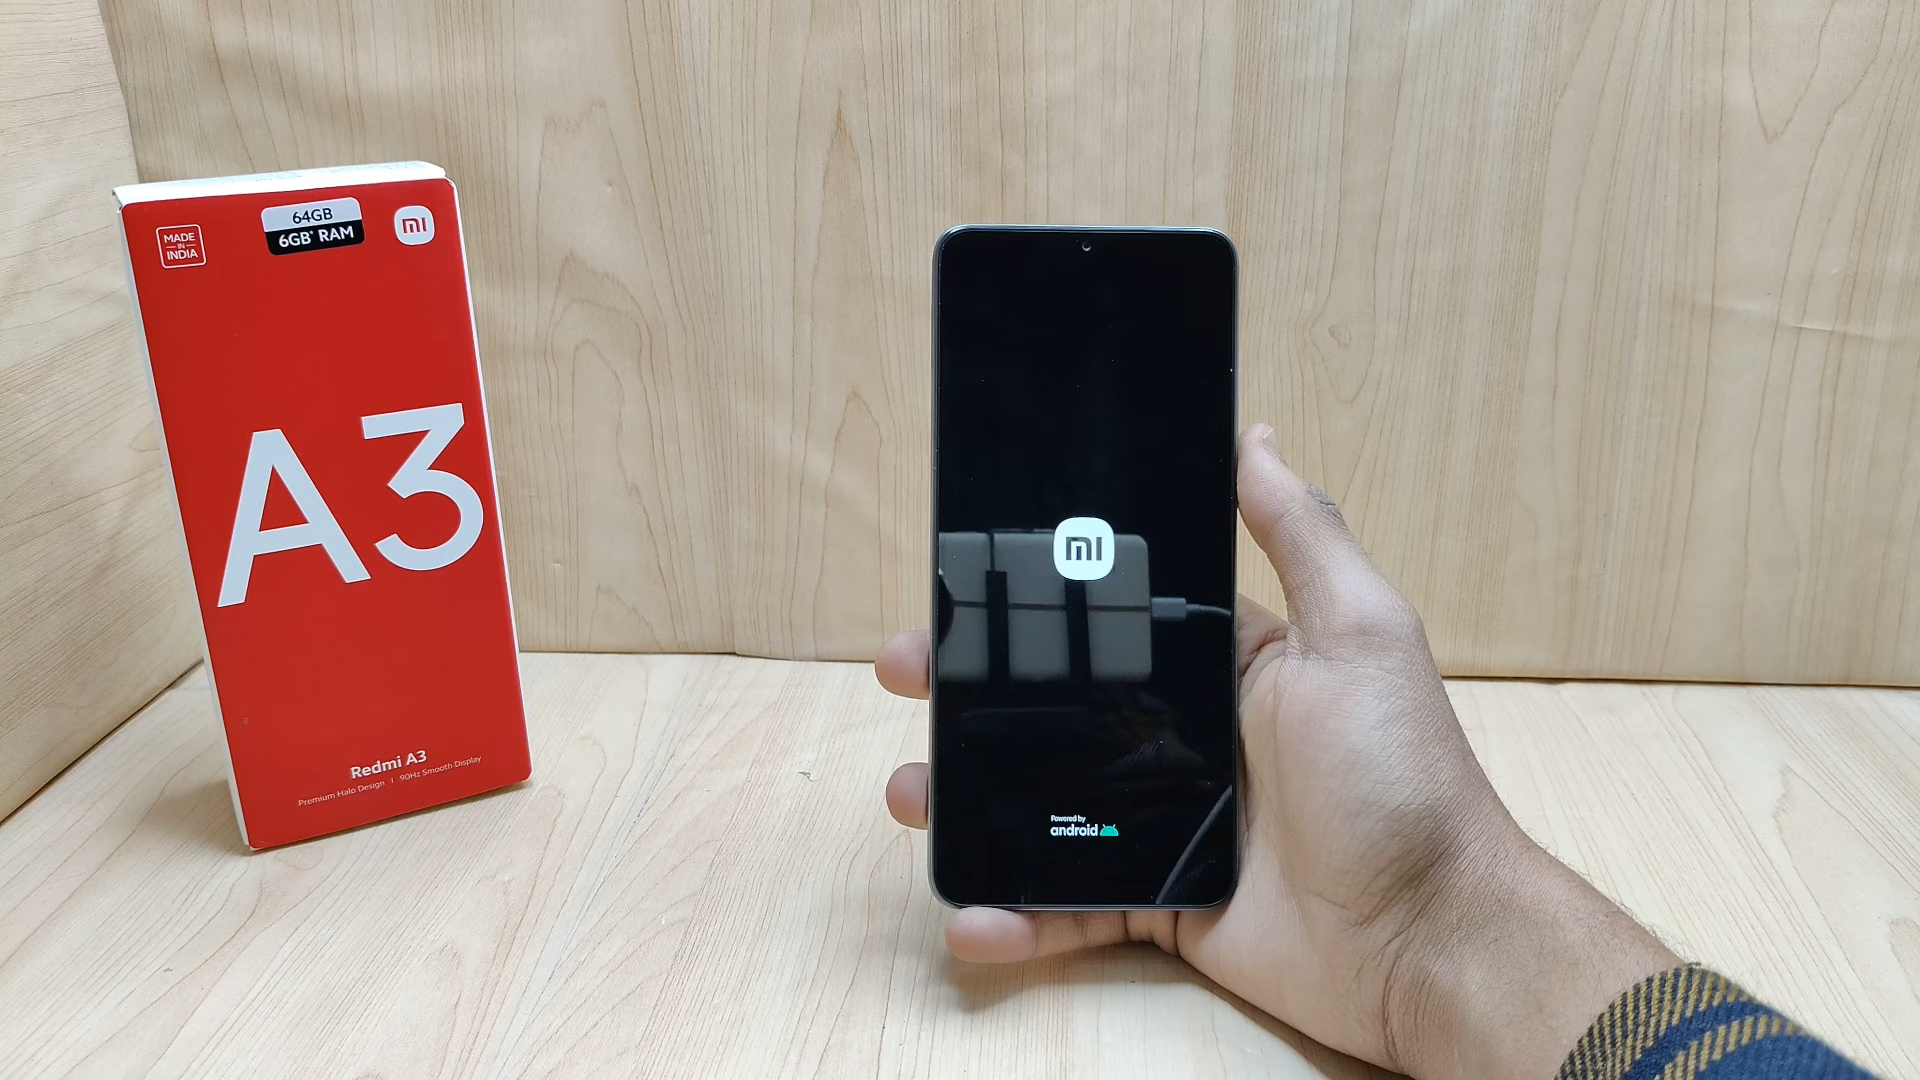 MADE
IN
INDIA
64GB
6GB* RAM
mi
A3
Redmi A3
Premium Halo Design | 90Hz Smooth Display
mi
Powered by
android